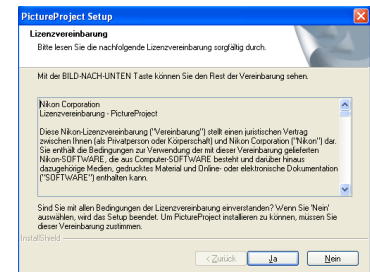 PictureProject Setup
Lizenzvereinbarung
Bitte lesen Sie die nachfolgende Lizenzvereinbarung sorgfältig durch.
Mit der BILD-NACH-UNTEN Taste können Sie den Rest der Vereinbarung sehen.
Nikon Corporation
Lizenzvereinbarung - PictureProject
Diese Nikon-Lizenzvereinbarung ("Vereinbarung") stellt einen juristischen Vertrag
zwischen Ihnen (als Privatperson oder Körperschaft) und Nikon Corporation ("Nikon") dar.
Sie enthält die Bedingungen zur Verwendung der mit dieser Vereinbarung gelieferten
Nikon-SOFTWARE, die aus Computer-SOFTWARE besteht und darüber hinaus
dazugehörige Medien, gedrucktes Material und Online- oder elektronische Dokumentation
("SOFTWARE") enthalten kann.
Sind Sie mit allen Bedingungen der Lizenzvereinbarung einverstanden? Wenn Sie 'Nein'
auswählen, wird das Setup beendet. Um PictureProject installieren zu können, müssen Sie
dieser Vereinbarung zustimmen.
InstallShield
< Zurück
Ja
Nein